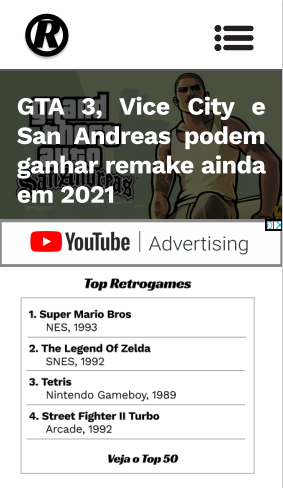 R
GTA 3, Vice City e
San Andreas podem
ganhar remake ainda
em 2021
YouTube | Advertising
Top Retrogames
1. Super Mario Bros
NES, 1993
2. The Legend Of Zelda
SNES, 1992
3. Tetris
Nintendo Gameboy, 1989
4. Street Fighter II Turbo
Arcade, 1992
Veja o Top 50